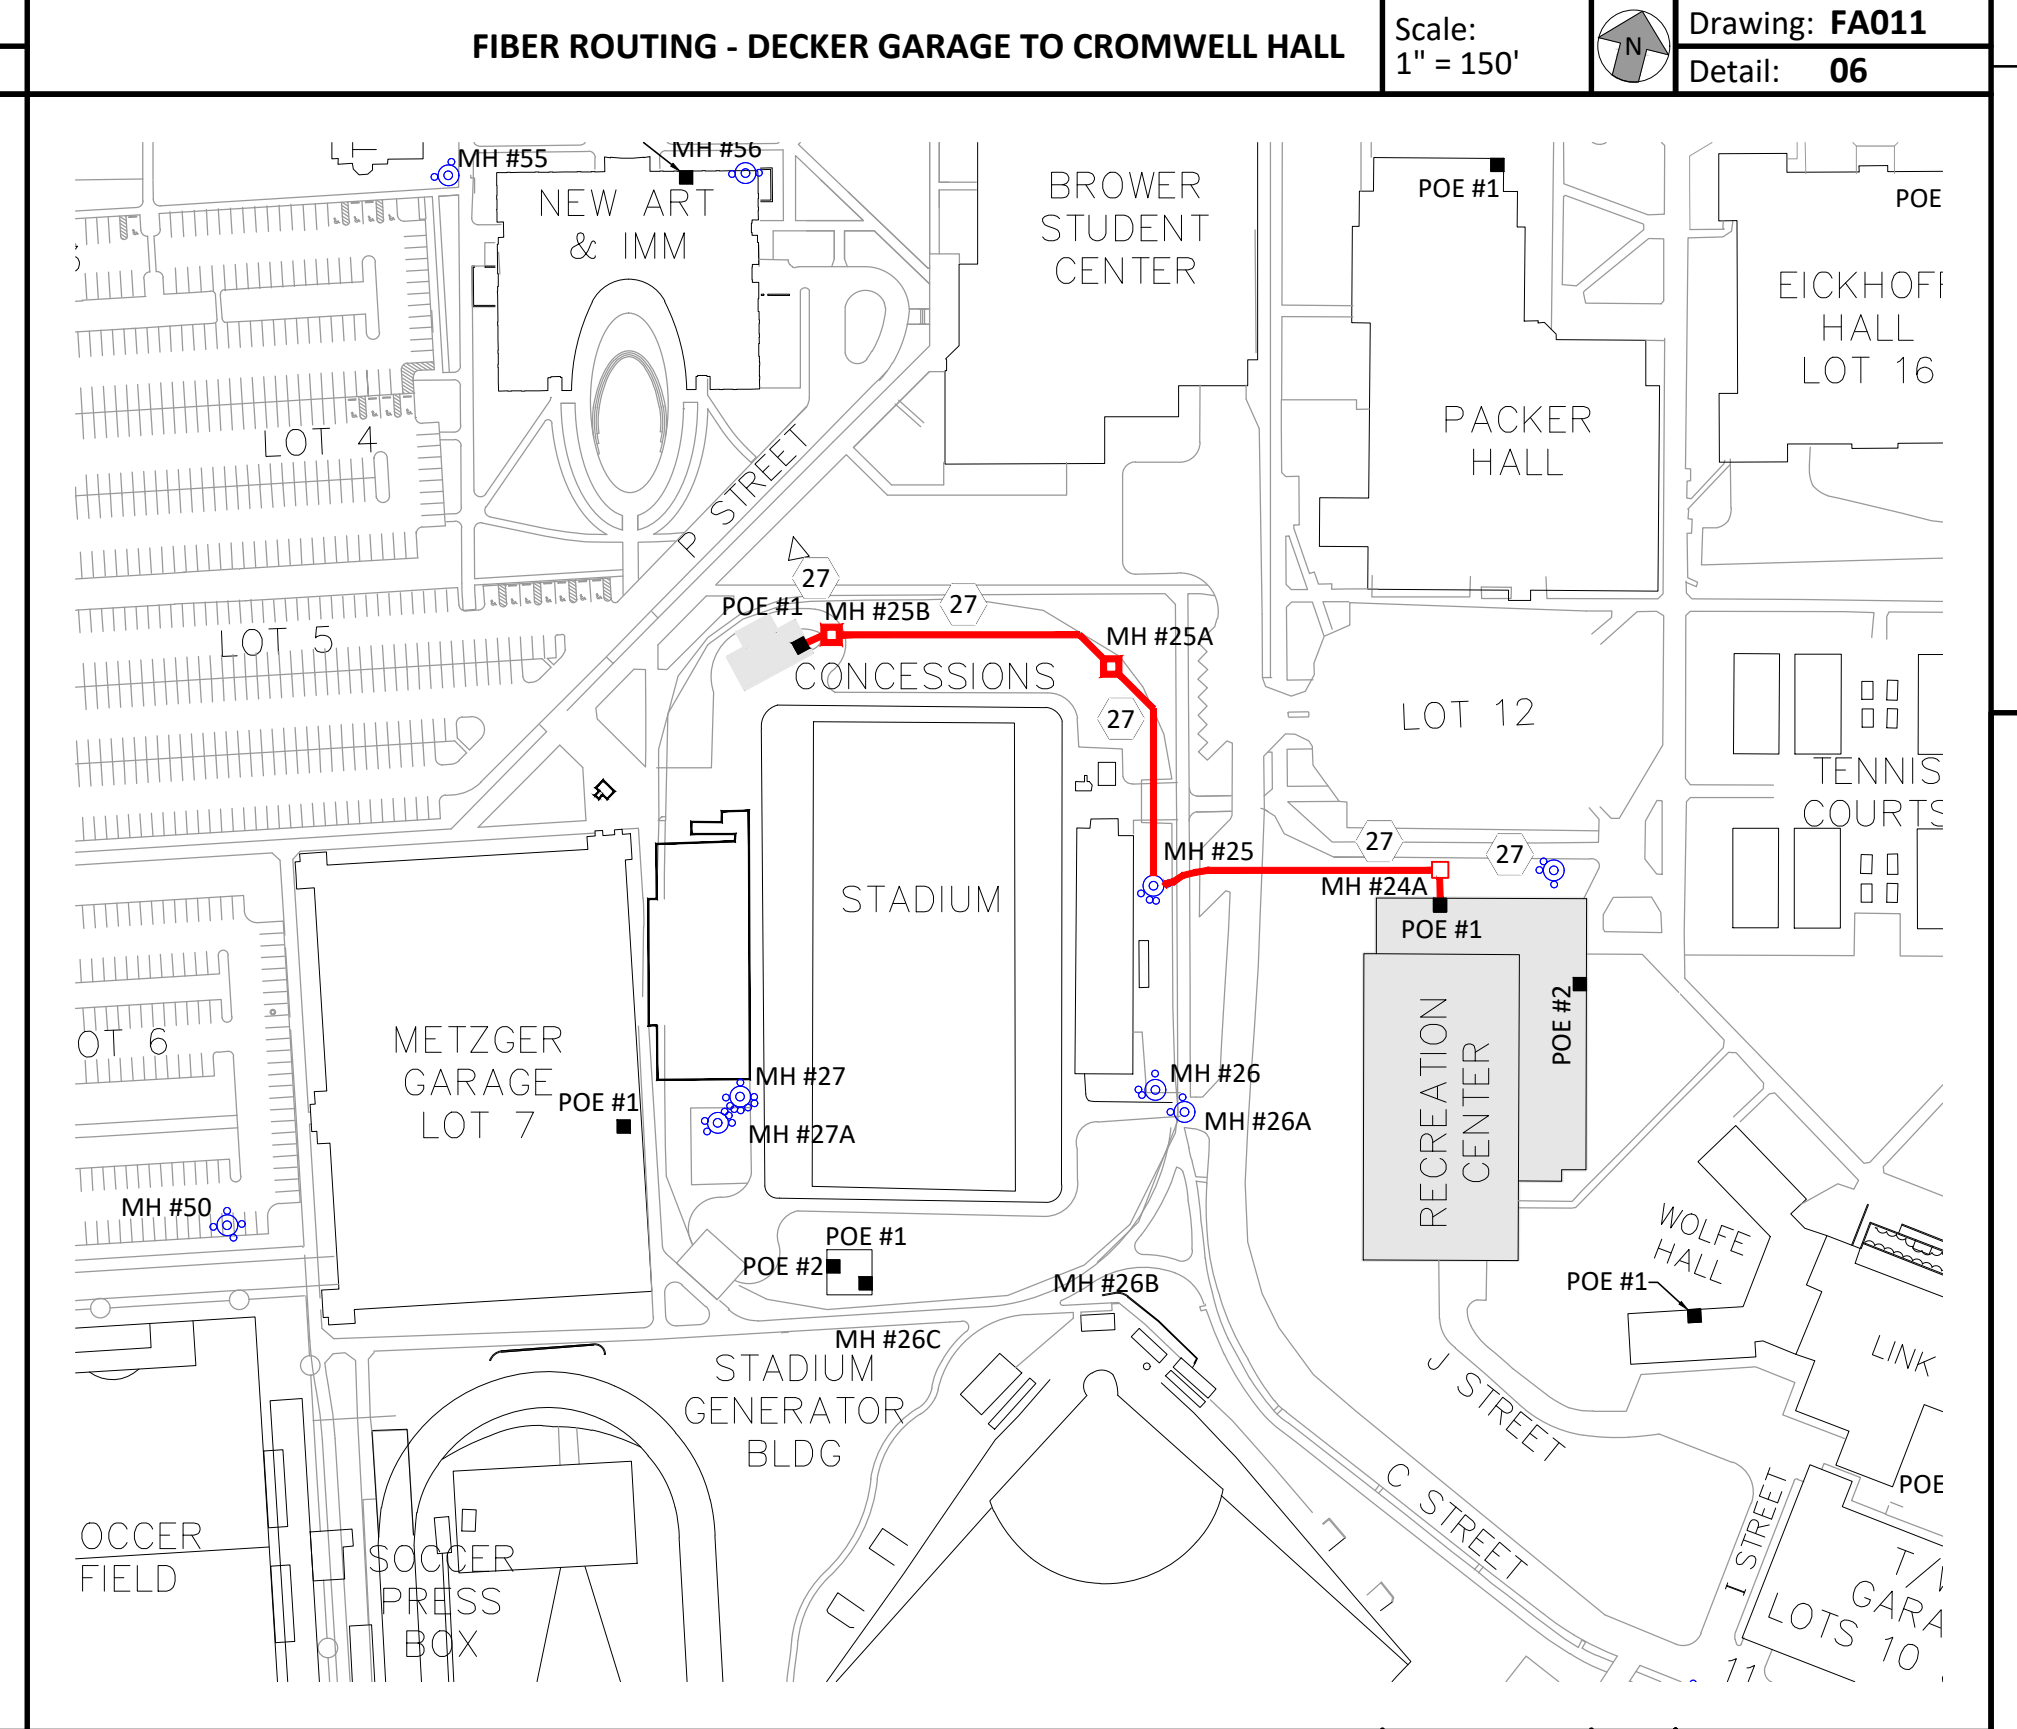 FIBER ROUTING - DECKER GARAGE TO CROMWELL HALL
Scale:
1" = 150'
N
Drawing: FA011
Detail: 06
MH #55
MH #56
NEW ART
& IMM
BROWER
STUDENT
CENTER
POE #1
POE
EICKHOFF
HALL
LOT 16
PACKER
HALL
LOT 4
P STREET
27
POE #1
MH #25B
27
MH #25A
LOT 5
CONCESSIONS
27
LOT 12
TENNIS
COURTS
27
27
MH #25
MH #24A
STADIUM
POE #1
POE #2
RECREATION
CENTER
OT 6
METZGER
GARAGE
LOT 7
POE #1
MH #27
MH #27A
MH #26
MH #26A
MH #50
POE #1
POE #2
MH #26B
MH #26C
WOLFE
HALL
POE #1
LINK
STADIUM
GENERATOR
BLDG
J STREET
C STREET
I STREET
POE
OCCER
FIELD
SOCCER
PRESS
BOX
T/
GARA
LOTS 10
11